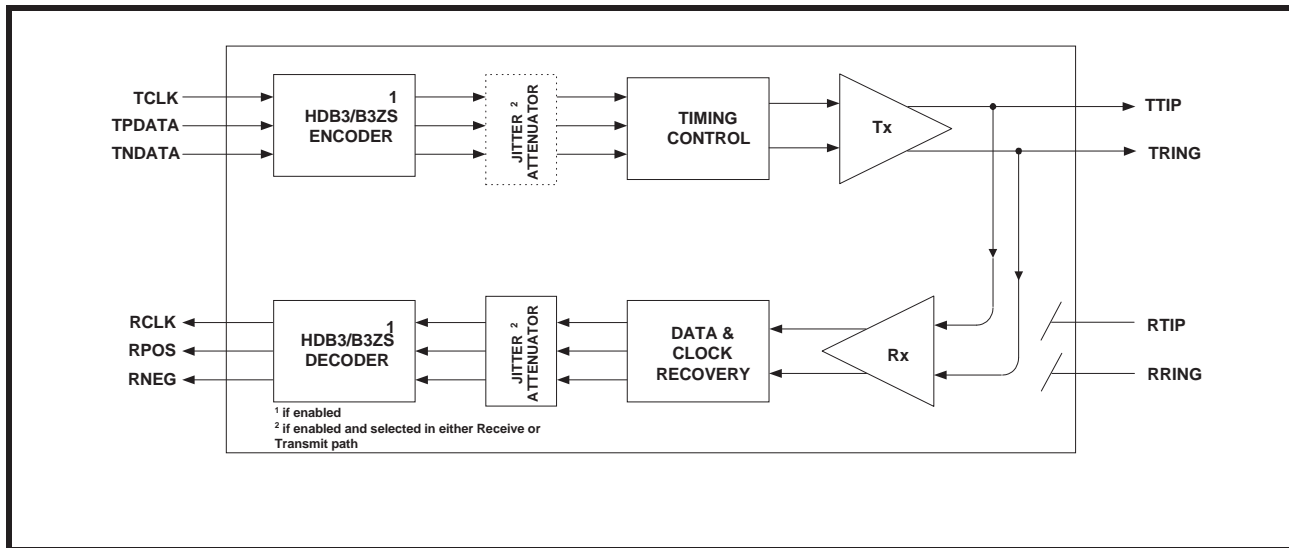 TCLK
TPDATA
TNDATA
1
HDB3/B3ZS
ENCODER
JITTER 2
ATTENUATOR
TIMING
CONTROL
Tx
TTIP
TRING
RCLK
RPOS
RNEG
1
HDB3/B3ZS
DECODER
JITTER 2
ATTENUATOR
DATA &
CLOCK
RECOVERY
Rx
RTIP
RRING
1 if enabled
2 if enabled and selected in either Receive or
Transmit path